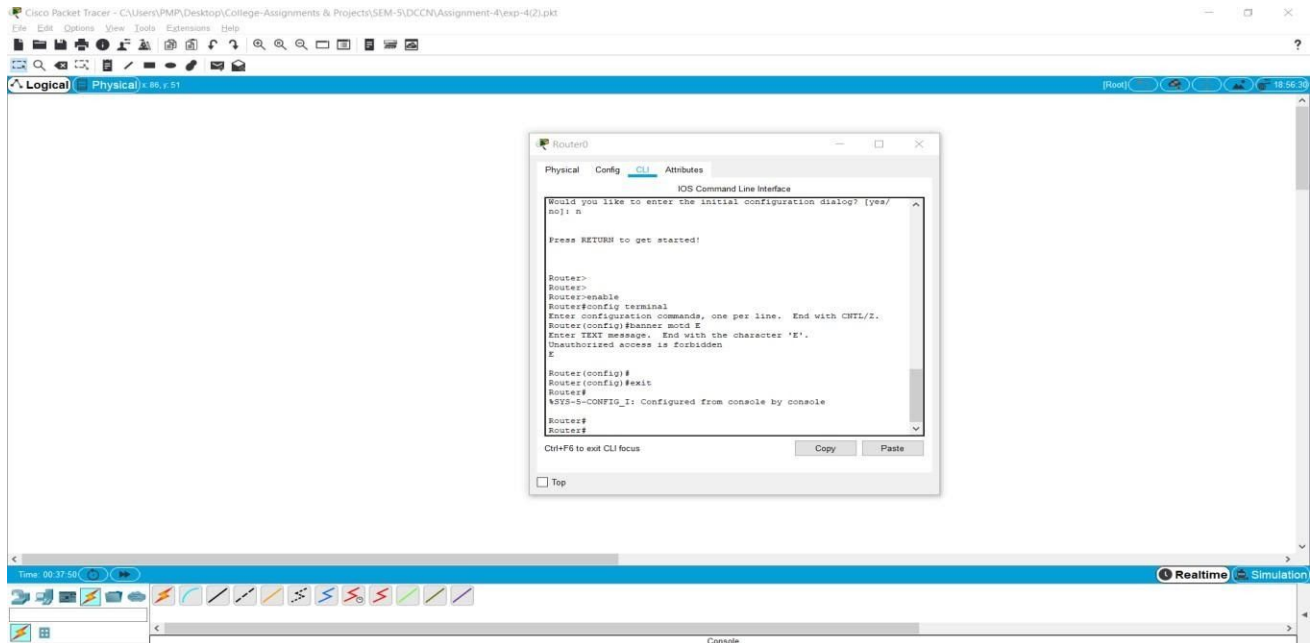 Cisco Packet Tracer - C:\Users\PMP\Desktop\College-Assignments & Projects\SEM-5\DCCN\Assignment-4\exp-4(2).pkt
File Edit Options View Tools Extensions Help
?
Logical Physical x: 86, y: 51 [Root] 18:56:30
Router0
Physical Config CLI Attributes
IOS Command Line Interface
Would you like to enter the initial configuration dialog? [yes/
no]: n
Press RETURN to get started!
Router>
Router>
Router>enable
Router#config terminal
Enter configuration commands, one per line. End with CNTL/Z.
Router(config)#banner motd E
Enter TEXT message. End with the character 'E'.
Unauthorized access is forbidden
E
Router(config)#
Router(config)#exit
Router#
%SYS-5-CONFIG_I: Configured from console by console
Router#
Router#
Ctrl+F6 to exit CLI focus Copy Paste
Top
Time: 00:37:50 Realtime Simulation
Console